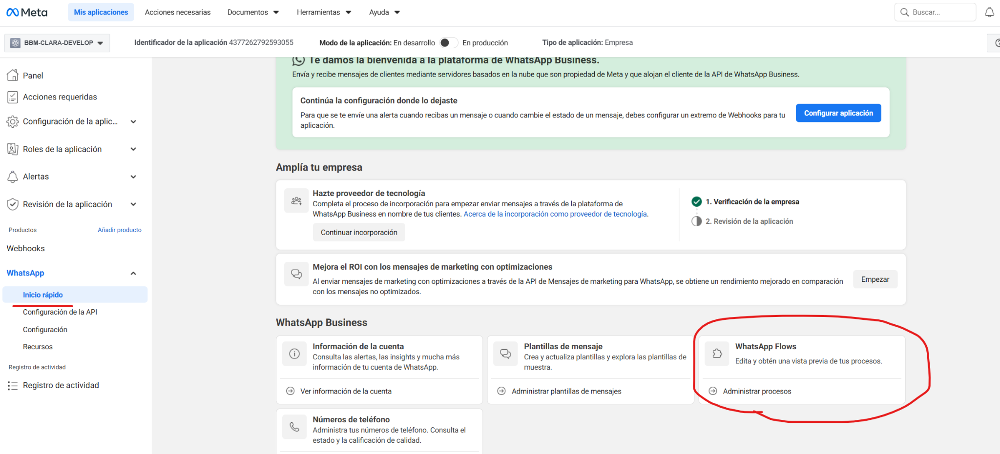 Meta
Mis aplicaciones
Acciones necesarias
Documentos
Herramientas
Ayuda
Buscar...
BBM-CLARA-DEVELOP
Identificador de la aplicación 4377262792593055
Modo de la aplicación: En desarrollo
En producción
Tipo de aplicación: Empresa
Panel
Acciones requeridas
Configuración de la aplic...
Roles de la aplicación
Alertas
Revisión de la aplicación
Productos
Añadir producto
Webhooks
WhatsApp
Inicio rápido
Configuración de la API
Configuración
Recursos
Registro de actividad
Registro de actividad
Te damos la bienvenida a la plataforma de WhatsApp Business.
Envía y recibe mensajes de clientes mediante servidores basados en la nube que son propiedad de Meta y que alojan el cliente de la API de WhatsApp Business.
Continúa la configuración donde lo dejaste
Para que se te envíe una alerta cuando recibas un mensaje o cuando cambie el estado de un mensaje, debes configurar un extremo de Webhooks para tu
aplicación.
Configurar aplicación
Amplía tu empresa
Hazte proveedor de tecnología
Completa el proceso de incorporación para empezar enviar mensajes a través de la plataforma de
WhatsApp Business en nombre de tus clientes. Acerca de la incorporación como proveedor de tecnología.
Continuar incorporación
1. Verificación de la empresa
2. Revisión de la aplicación
Mejora el ROI con los mensajes de marketing con optimizaciones
Al enviar mensajes de marketing con optimizaciones a través de la API de Mensajes de marketing para WhatsApp, se obtiene un rendimiento mejorado en comparación
con los mensajes no optimizados.
Empezar
WhatsApp Business
Información de la cuenta
Consulta las alertas, las insights y mucha más
información de tu cuenta de WhatsApp.
Ver información de la cuenta
Plantillas de mensaje
Crea y actualiza plantillas y explora las plantillas de
muestra.
Administrar plantillas de mensajes
WhatsApp Flows
Edita y obtén una vista previa de tus procesos.
Administrar procesos
Números de teléfono
Administra tus números de teléfono. Consulta el
estado y la calificación de calidad.